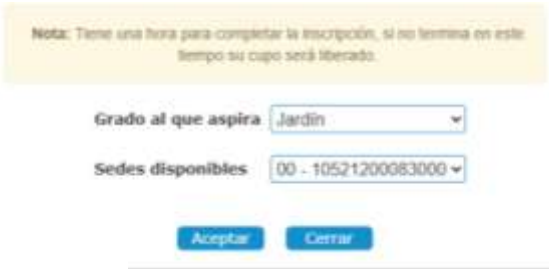 Nota: Tiene una hora para completar la inscripción, si no termina en este
tiempo su cupo será liberado.
Grado al que aspira Jardín
Sedes disponibles 00 - 10521200083000
Aceptar Cerrar